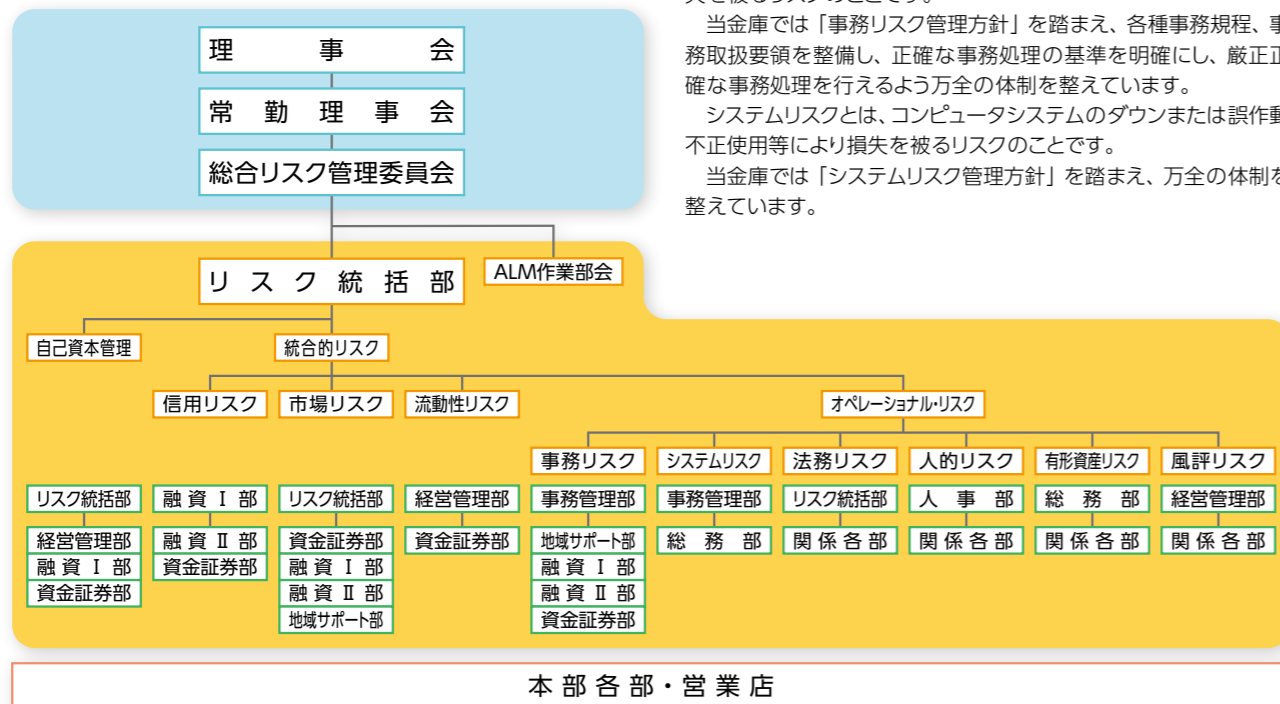 失を被るリスクのことです。
当金庫では「事務リスク管理方針」を踏まえ、各種事務規程、事
務取扱要領を整備し、正確な事務処理の基準を明確にし、厳正正
確な事務処理を行えるよう万全の体制を整えています。
システムリスクとは、コンピュータシステムのダウンまたは誤作動
不正使用等により損失を被るリスクのことです。
当金庫では「システムリスク管理方針」を踏まえ、万全の体制を
整えています。
理事会
常勤理事会
総合リスク管理委員会
リスク統括部
ALM作業部会
自己資本管理
統合的リスク
信用リスク
市場リスク
流動性リスク
オペレーショナル・リスク
事務リスク
システムリスク
法務リスク
人的リスク
有形資産リスク
風評リスク
リスク統括部
経営管理部
融資Ⅰ部
資金証券部
融資Ⅰ部
融資Ⅱ部
資金証券部
リスク統括部
資金証券部
融資Ⅰ部
融資Ⅱ部
地域サポート部
経営管理部
資金証券部
事務管理部
地域サポート部
融資Ⅰ部
融資Ⅱ部
資金証券部
事務管理部
総務部
リスク統括部
関係各部
人事部
関係各部
総務部
関係各部
経営管理部
関係各部
本部各部・営業店